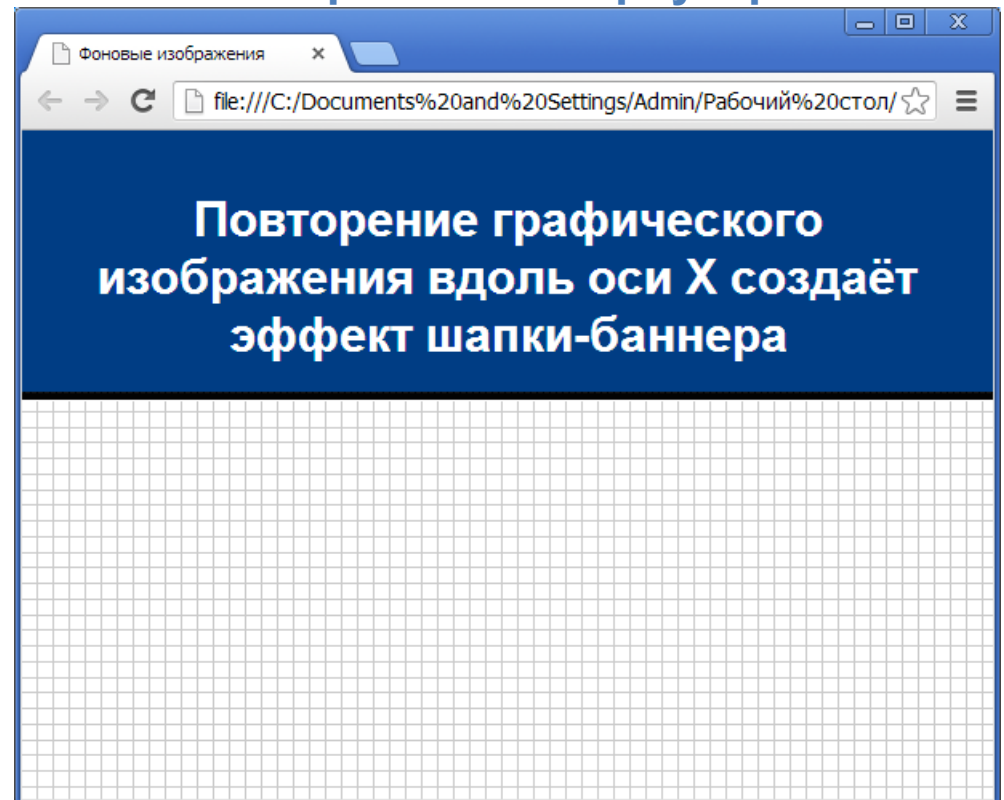 Фоновые изображения
file:///C:/Documents%20and%20Settings/Admin/Рабочий%20стол/
Повторение графического
изображения вдоль оси X создаёт
эффект шапки-баннера